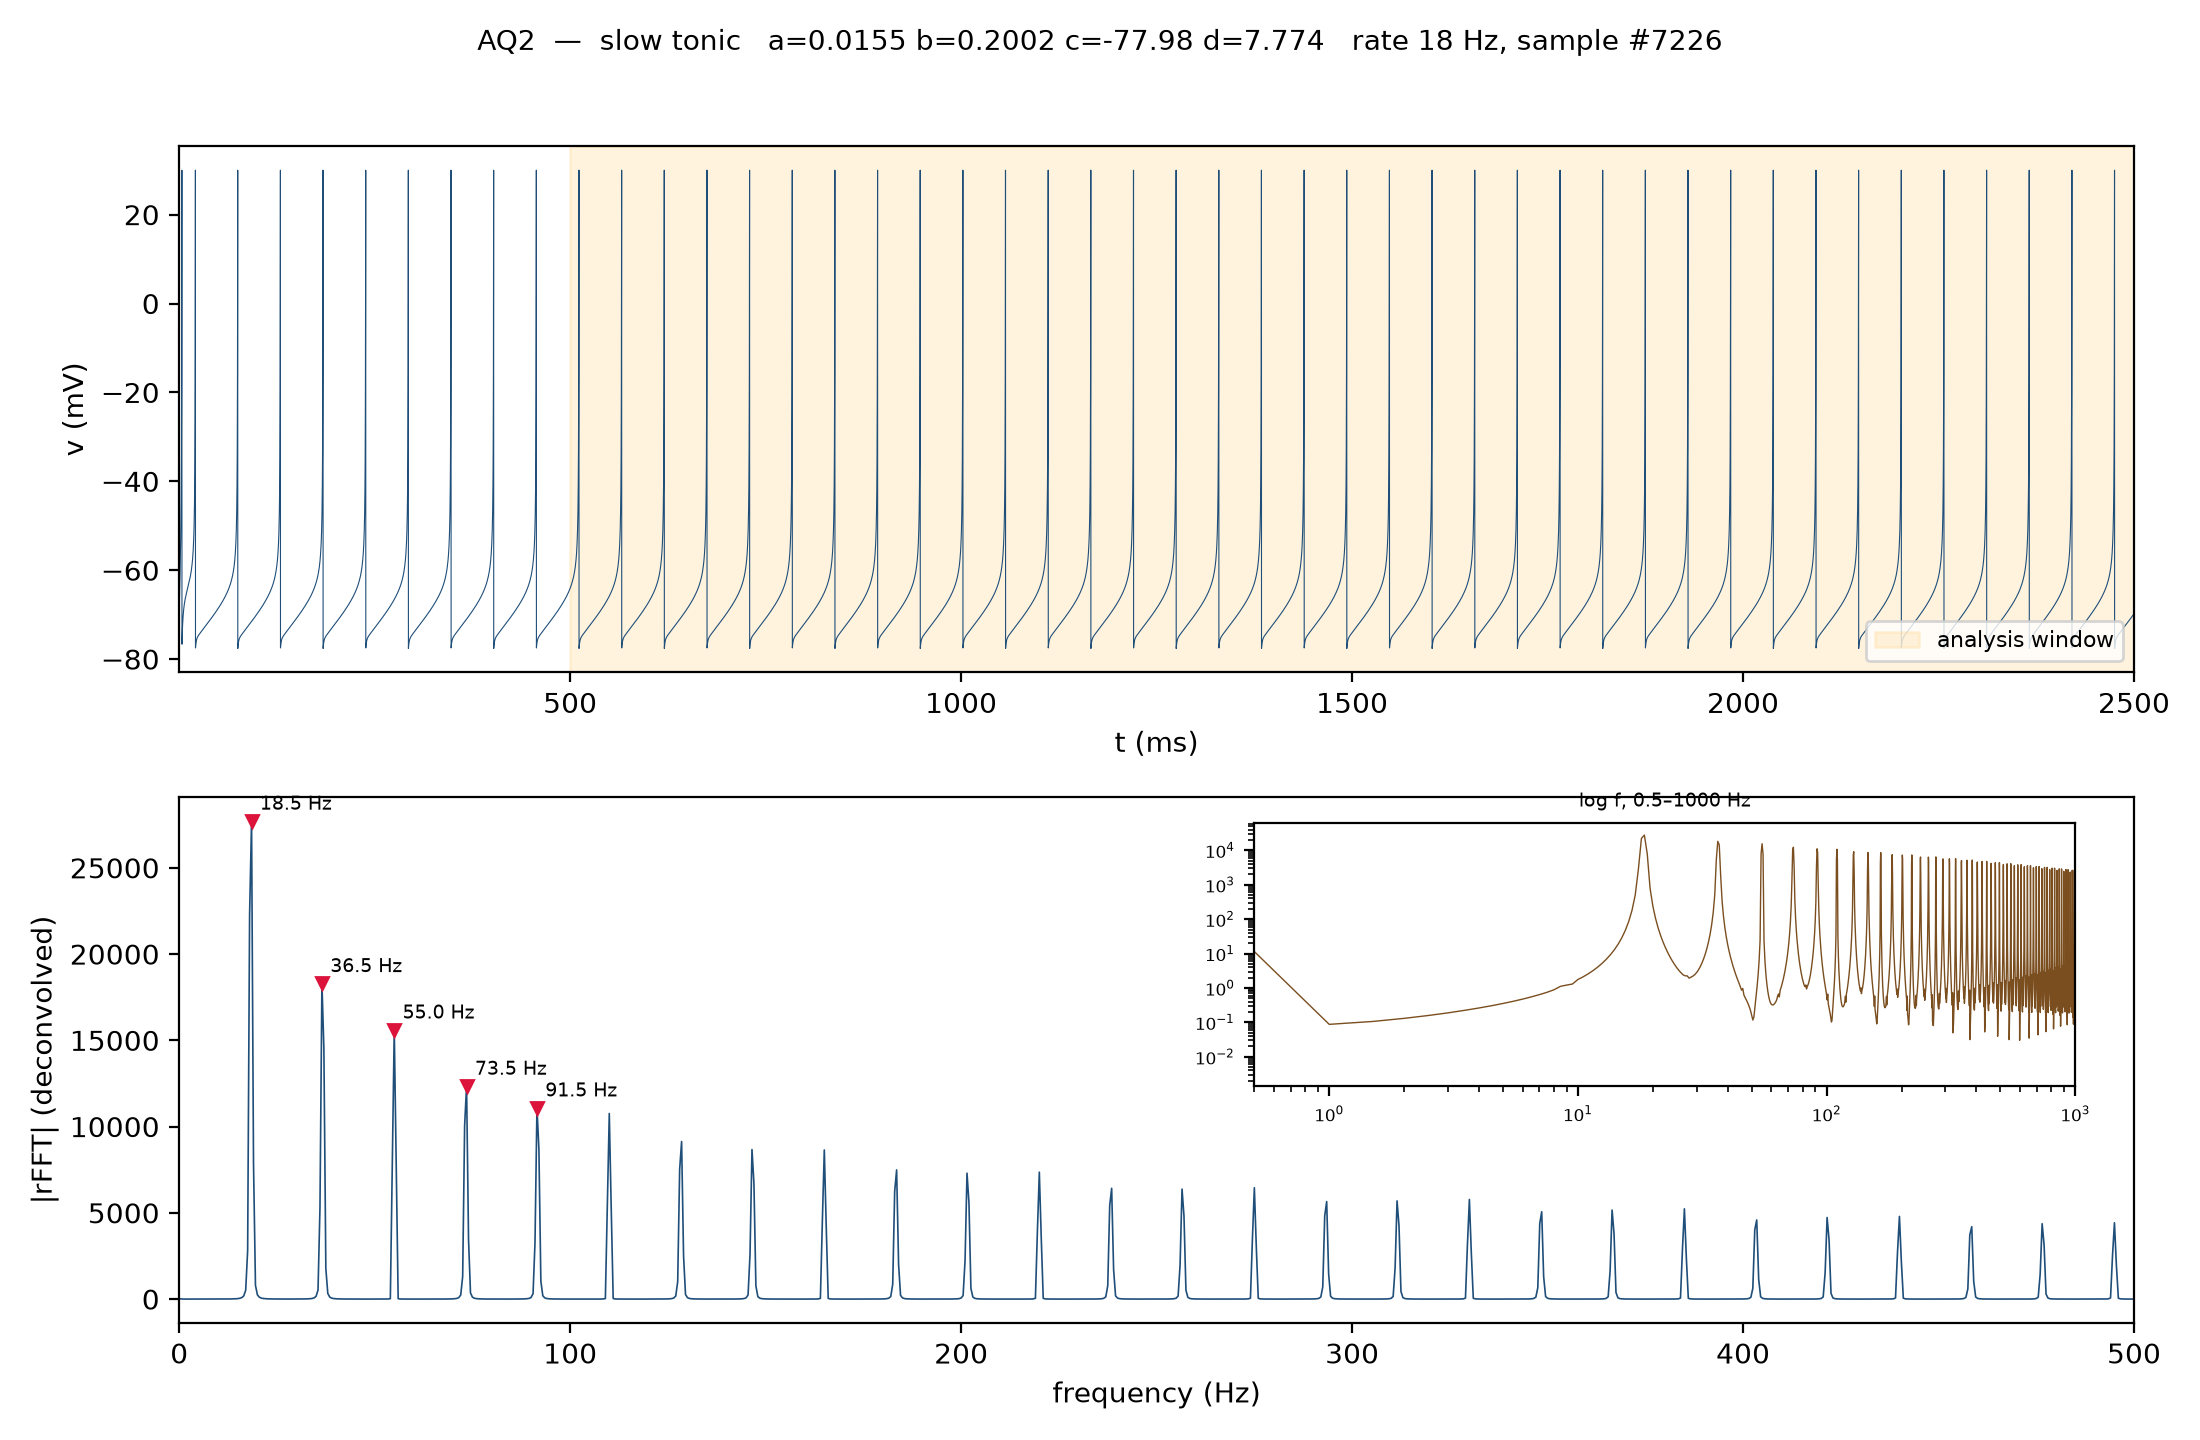 AQ2 — slow tonic a=0.0155 b=0.2002 c=-77.98 d=7.774 rate 18 Hz, sample #7226
v (mV)
20
0
−20
−40
−60
−80
analysis window
500
1000
1500
2000
2500
t (ms)
|rFFT| (deconvolved)
25000
20000
15000
10000
5000
0
18.5 Hz
36.5 Hz
55.0 Hz
73.5 Hz
91.5 Hz
log f, 0.5–1000 Hz
10⁴
10³
10²
10¹
10⁰
10⁻¹
10⁻²
10⁰
10¹
10²
10³
0
100
200
300
400
500
frequency (Hz)